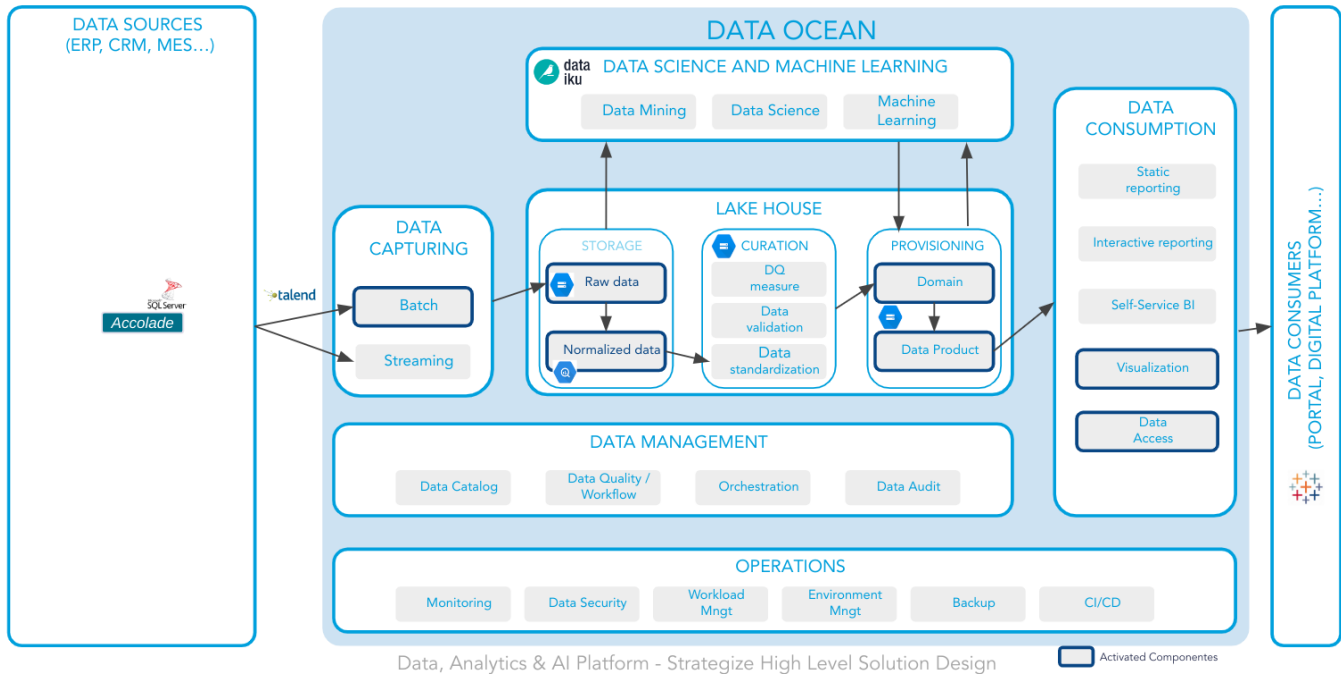 DATA SOURCES
(ERP, CRM, MES...)
SQL Server
Accolade
talend
DATA OCEAN
data
iku
DATA SCIENCE AND MACHINE LEARNING
Data Mining
Data Science
Machine
Learning
DATA
CAPTURING
Batch
Streaming
LAKE HOUSE
STORAGE
Raw data
Normalized data
CURATION
DQ
measure
Data
validation
Data
standardization
PROVISIONING
Domain
Data Product
DATA
CONSUMPTION
Static
reporting
Interactive reporting
Self-Service BI
Visualization
Data
Access
DATA CONSUMERS
(PORTAL, DIGITAL PLATFORM...)
DATA MANAGEMENT
Data Catalog
Data Quality /
Workflow
Orchestration
Data Audit
OPERATIONS
Monitoring
Data Security
Workload
Mngt
Environment
Mngt
Backup
CI/CD
Data, Analytics & AI Platform - Strategize High Level Solution Design
Activated Componentes